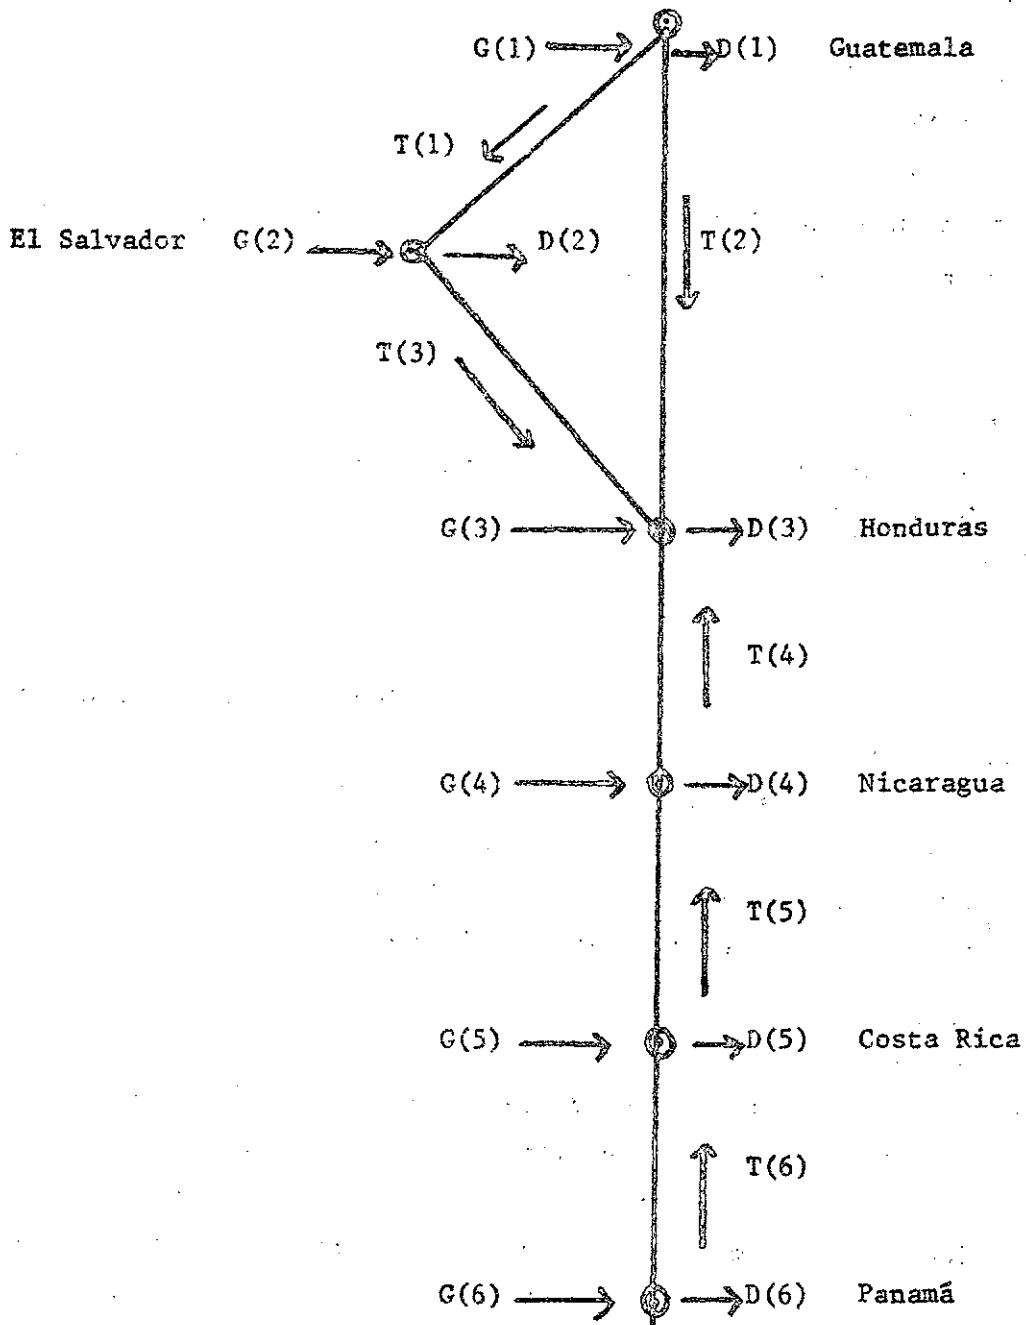 G(1) D(1) Guatemala
T(1)
El Salvador G(2) D(2) T(2)
T(3)
G(3) D(3) Honduras
T(4)
G(4) D(4) Nicaragua
T(5)
G(5) D(5) Costa Rica
T(6)
G(6) D(6) Panamá